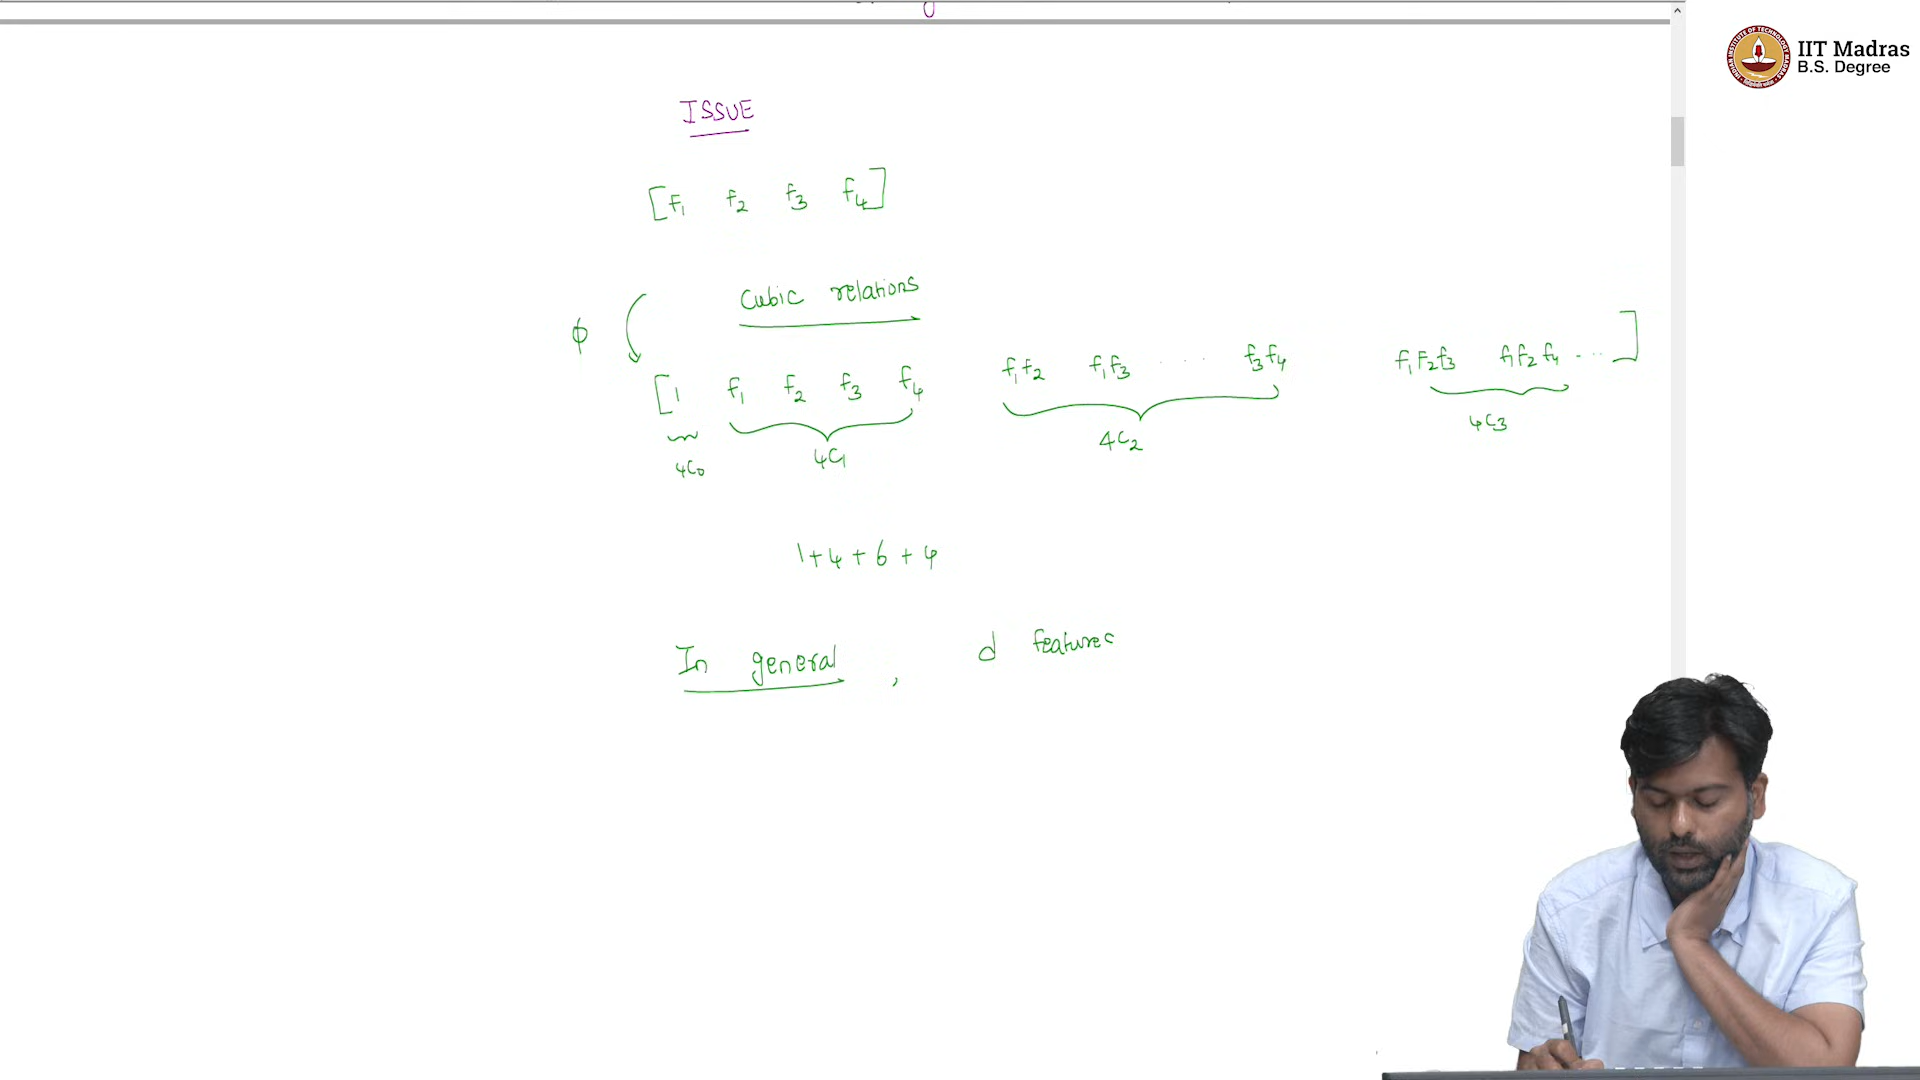 IIT Madras
B.S. Degree
ISSUE
[f₁ f₂ f₃ f₄]
Cubic relations
ϕ
[1 f₁ f₂ f₃ f₄ f₁f₂ f₁f₃ .... f₃f₄ f₁f₂f₃ f₁f₂f₄ ....]
4C₀ 4C₁ 4C₂ 4C₃
1+4+6+4
In general, d features